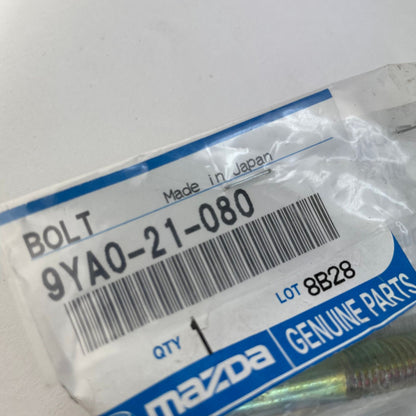 Made in Japan
BOLT
9YA0-21-080
QTY 1
LOT 8B28
mazda GENUINE PARTS